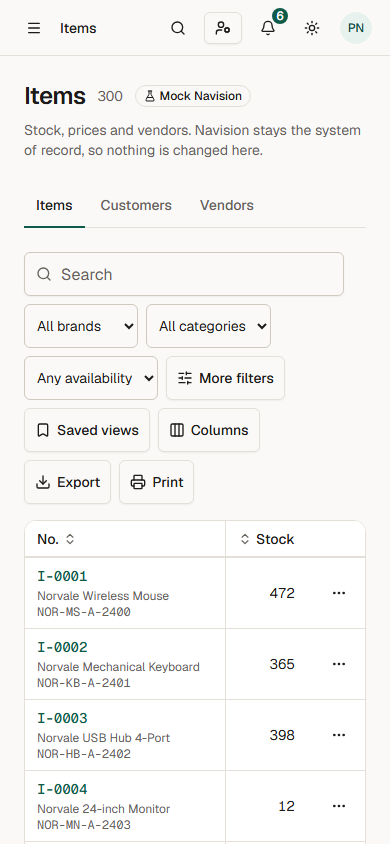 Items
6
PN
Items 300 Mock Navision
Stock, prices and vendors. Navision stays the system
of record, so nothing is changed here.
Items Customers Vendors
Search
All brands All categories
Any availability More filters
Saved views Columns
Export Print
No. Stock
I-0001
Norvale Wireless Mouse
NOR-MS-A-2400
472
I-0002
Norvale Mechanical Keyboard
NOR-KB-A-2401
365
I-0003
Norvale USB Hub 4-Port
NOR-HB-A-2402
398
I-0004
Norvale 24-inch Monitor
NOR-MN-A-2403
12